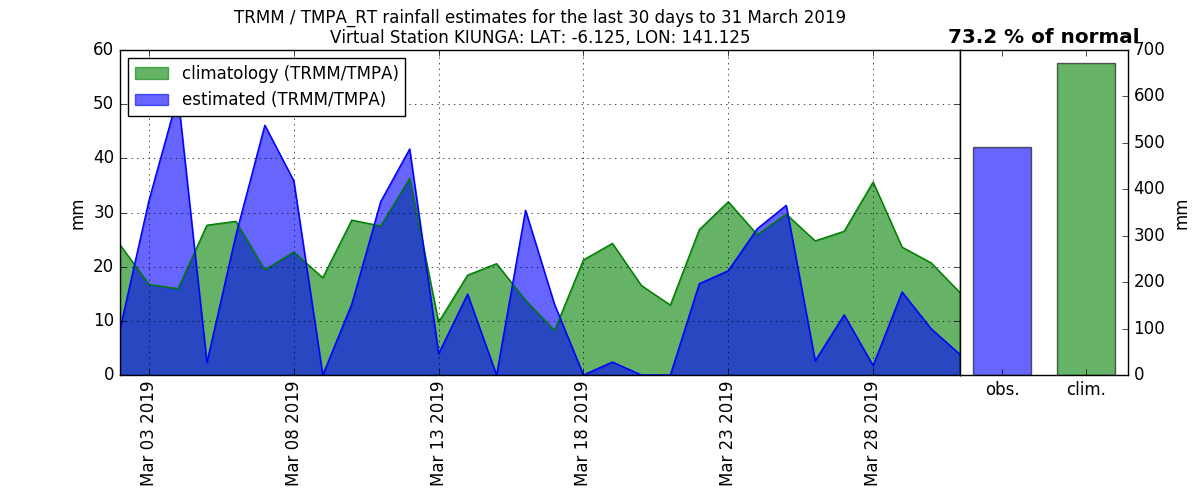 TRMM / TMPA_RT rainfall estimates for the last 30 days to 31 March 2019
Virtual Station KIUNGA: LAT: -6.125, LON: 141.125
73.2 % of normal
climatology (TRMM/TMPA)
estimated (TRMM/TMPA)
60
50
40
30
20
10
0
mm
Mar 03 2019
Mar 08 2019
Mar 13 2019
Mar 18 2019
Mar 23 2019
Mar 28 2019
obs.
clim.
700
600
500
400
300
200
100
0
mm